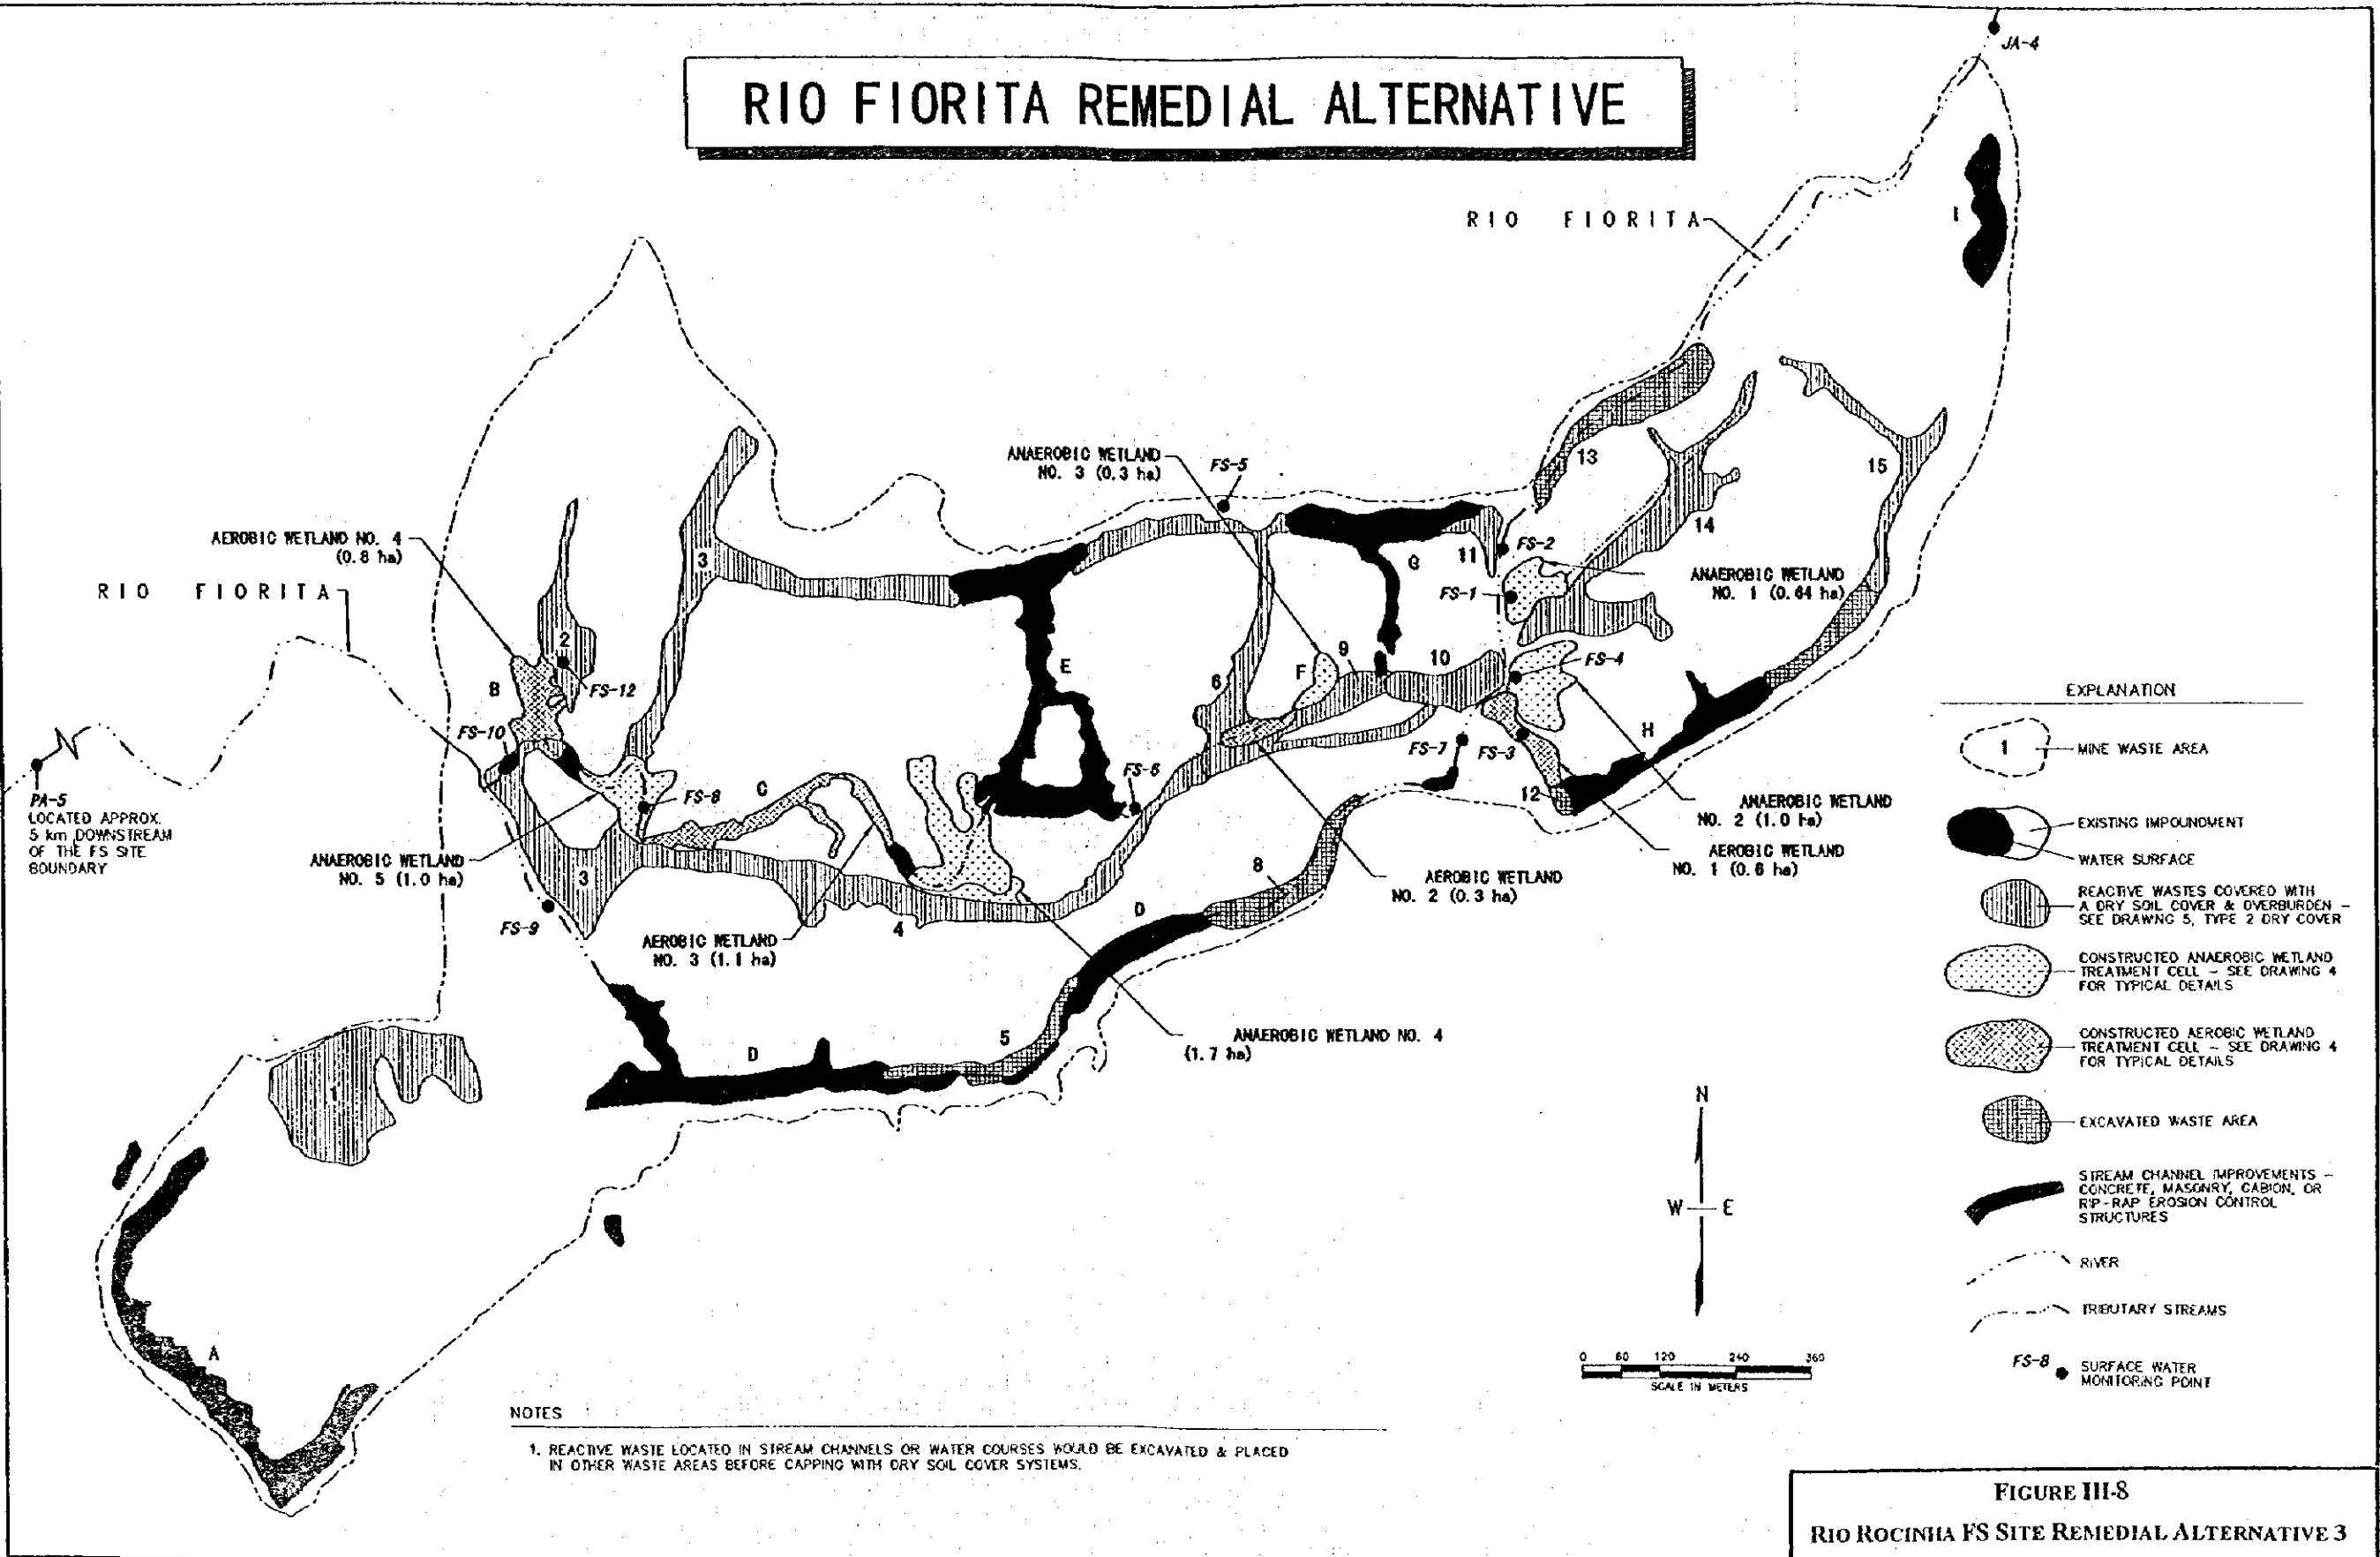 RIO FIORITA REMEDIAL ALTERNATIVE
JA-4
RIO FIORITA
I
13
15
14
ANAEROBIC WETLAND
NO. 3 (0.3 ha)
FS-5
AEROBIC WETLAND NO. 4
(0.8 ha)
RIO FIORITA
3
G
11
FS-2
FS-1
ANAEROBIC WETLAND
NO. 1 (0.64 ha)
2
B
FS-12
E
6
F
9
10
FS-4
FS-10
FS-7
FS-3
H
PA-5
LOCATED APPROX.
5 km DOWNSTREAM
OF THE FS SITE
BOUNDARY
FS-8
C
FS-6
12
ANAEROBIC WETLAND
NO. 2 (1.0 ha)
ANAEROBIC WETLAND
NO. 5 (1.0 ha)
3
8
AEROBIC WETLAND
NO. 1 (0.6 ha)
AEROBIC WETLAND
NO. 2 (0.3 ha)
FS-9
AEROBIC WETLAND
NO. 3 (1.1 ha)
4
D
5
D
ANAEROBIC WETLAND NO. 4
(1.7 ha)
1
A
EXPLANATION
1
MINE WASTE AREA
EXISTING IMPOUNDMENT
WATER SURFACE
REACTIVE WASTES COVERED WITH
A DRY SOIL COVER & OVERBURDEN -
SEE DRAWNG 5, TYPE 2 DRY COVER
CONSTRUCTED ANAEROBIC WETLAND
TREATMENT CELL - SEE DRAWING 4
FOR TYPICAL DETAILS
CONSTRUCTED AEROBIC WETLAND
TREATMENT CELL - SEE DRAWING 4
FOR TYPICAL DETAILS
EXCAVATED WASTE AREA
STREAM CHANNEL IMPROVEMENTS -
CONCRETE, MASONRY, GABION, OR
RIP-RAP EROSION CONTROL
STRUCTURES
RIVER
TRIBUTARY STREAMS
FS-8
SURFACE WATER
MONITORING POINT
N
W E
0 60 120 240 360
SCALE IN METERS
NOTES
1. REACTIVE WASTE LOCATED IN STREAM CHANNELS OR WATER COURSES WOULD BE EXCAVATED & PLACED
IN OTHER WASTE AREAS BEFORE CAPPING WITH DRY SOIL COVER SYSTEMS.
FIGURE III-8
RIO ROCINHA FS SITE REMEDIAL ALTERNATIVE 3